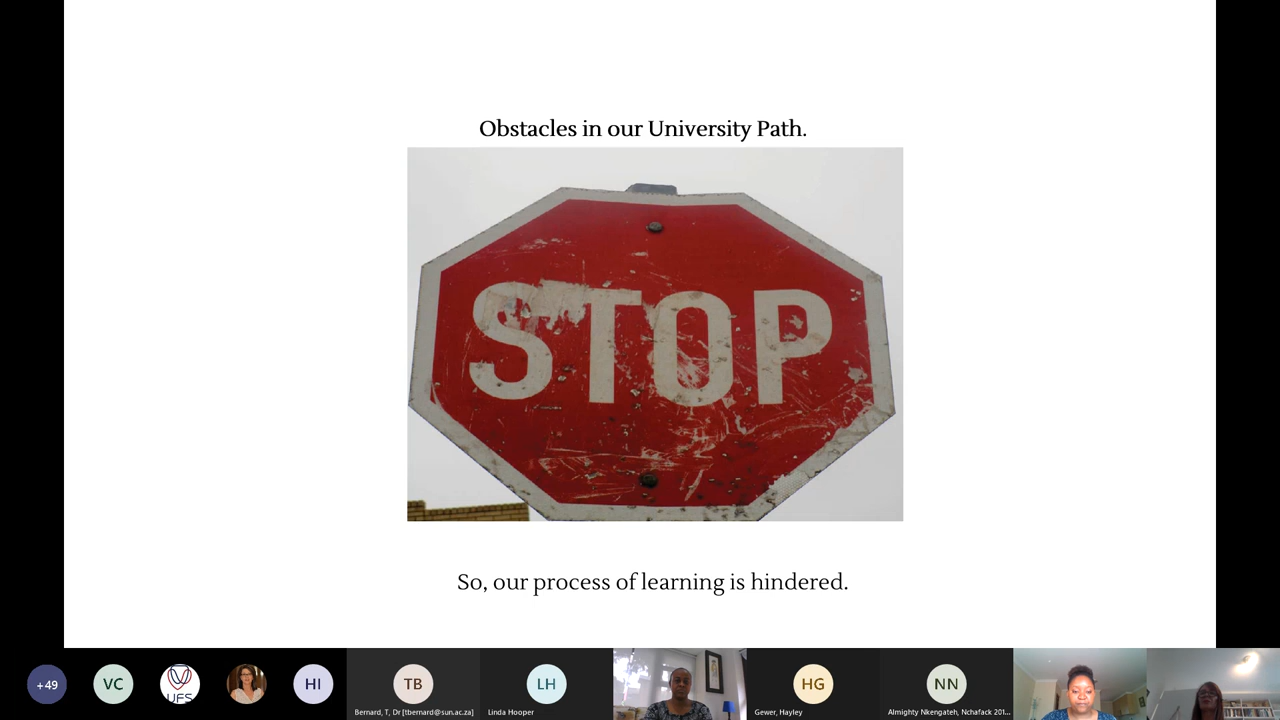 Obstacles in our University Path.
STOP
So, our process of learning is hindered.
+49
VC
UFS
HI
TB
LH
HG
NN
Bernard, T, Dr [tbernard@sun.ac.za]
Linda Hooper
Gewer, Hayley
Almighty Nkengateh, Nchafack 201...